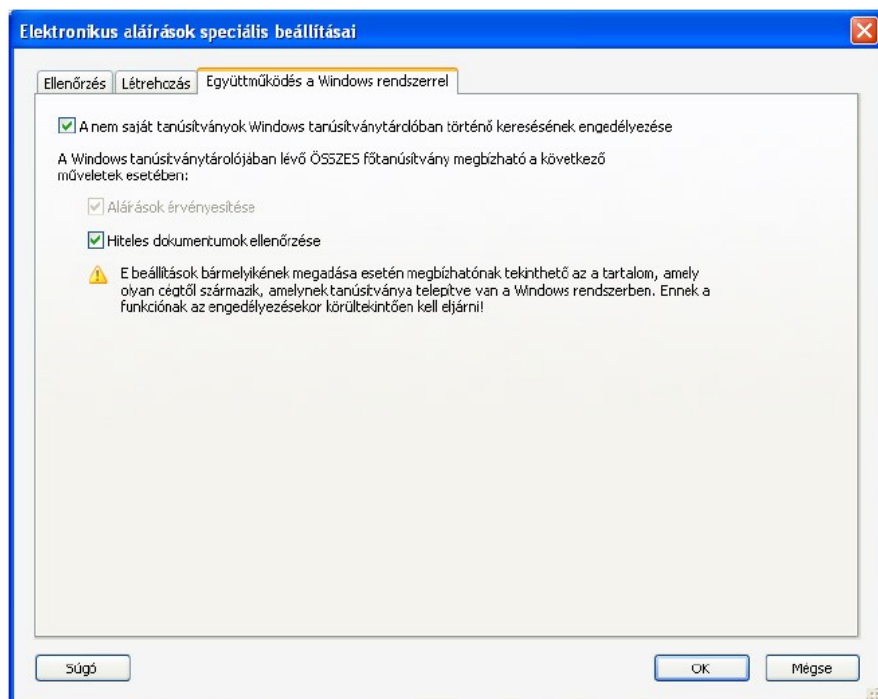 Elektronikus aláírások speciális beállításai
Ellenőrzés Létrehozás Együttműködés a Windows rendszerrel
A nem saját tanúsítványok Windows tanúsítványtárolóban történő keresésének engedélyezése
A Windows tanúsítványtárolójában lévő ÖSSZES főtanúsítvány megbízható a következő
műveletek esetében:
Aláírások érvényesítése
Hiteles dokumentumok ellenőrzése
E beállítások bármelyikének megadása esetén megbízhatónak tekinthető az a tartalom, amely
olyan cégtől származik, amelynek tanúsítványa telepítve van a Windows rendszerben. Ennek a
funkciónak az engedélyezésekor körültekintően kell eljárni!
Súgó OK Mégse